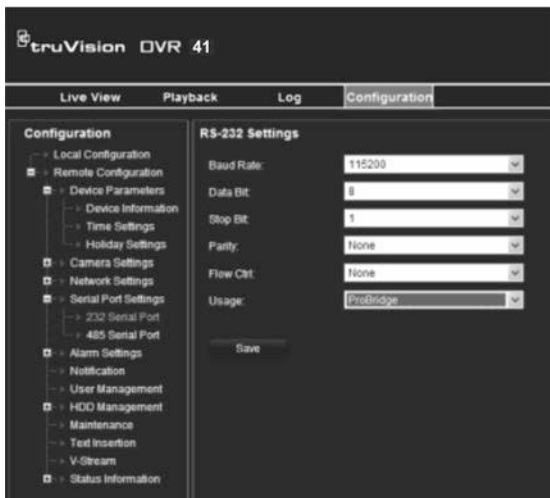 truVision DVR 41
Live View Playback Log Configuration
Configuration
Local Configuration
Remote Configuration
Device Parameters
Device Information
Time Settings
Holiday Settings
Camera Settings
Network Settings
Serial Port Settings
232 Serial Port
485 Serial Port
Alarm Settings
Notification
User Management
HDD Management
Maintenance
Text Insertion
V-Stream
Status Information
RS-232 Settings
Baud Rate: 115200
Data Bit: 8
Stop Bit: 1
Parity: None
Flow Ctrl: None
Usage: ProBridge
Save